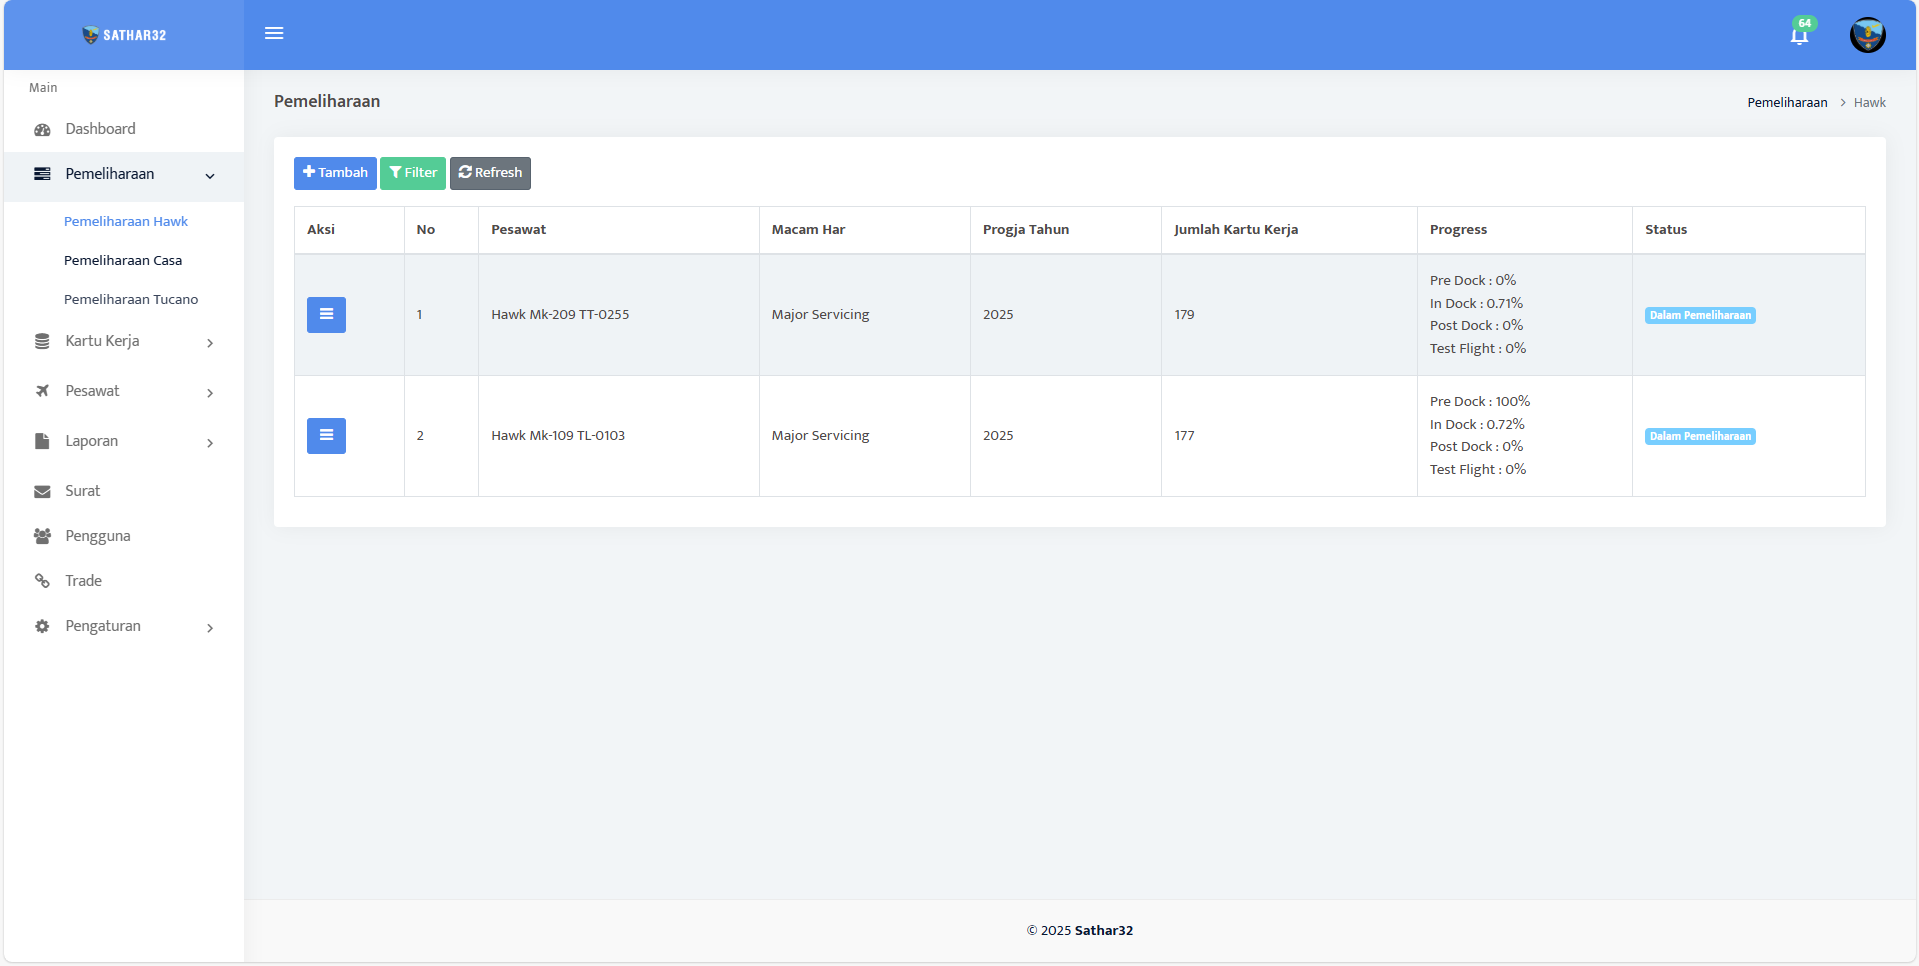 SATHAR32
64
Main
Dashboard
Pemeliharaan
Pemeliharaan Hawk
Pemeliharaan Casa
Pemeliharaan Tucano
Kartu Kerja
Pesawat
Laporan
Surat
Pengguna
Trade
Pengaturan
Pemeliharaan
Pemeliharaan > Hawk
Tambah Filter Refresh
Aksi No Pesawat Macam Har Progja Tahun Jumlah Kartu Kerja Progress Status
1 Hawk Mk-209 TT-0255 Major Servicing 2025 179
Pre Dock : 0%
In Dock : 0.71%
Post Dock : 0%
Test Flight : 0%
Dalam Pemeliharaan
2 Hawk Mk-109 TL-0103 Major Servicing 2025 177
Pre Dock : 100%
In Dock : 0.72%
Post Dock : 0%
Test Flight : 0%
Dalam Pemeliharaan
© 2025 Sathar32